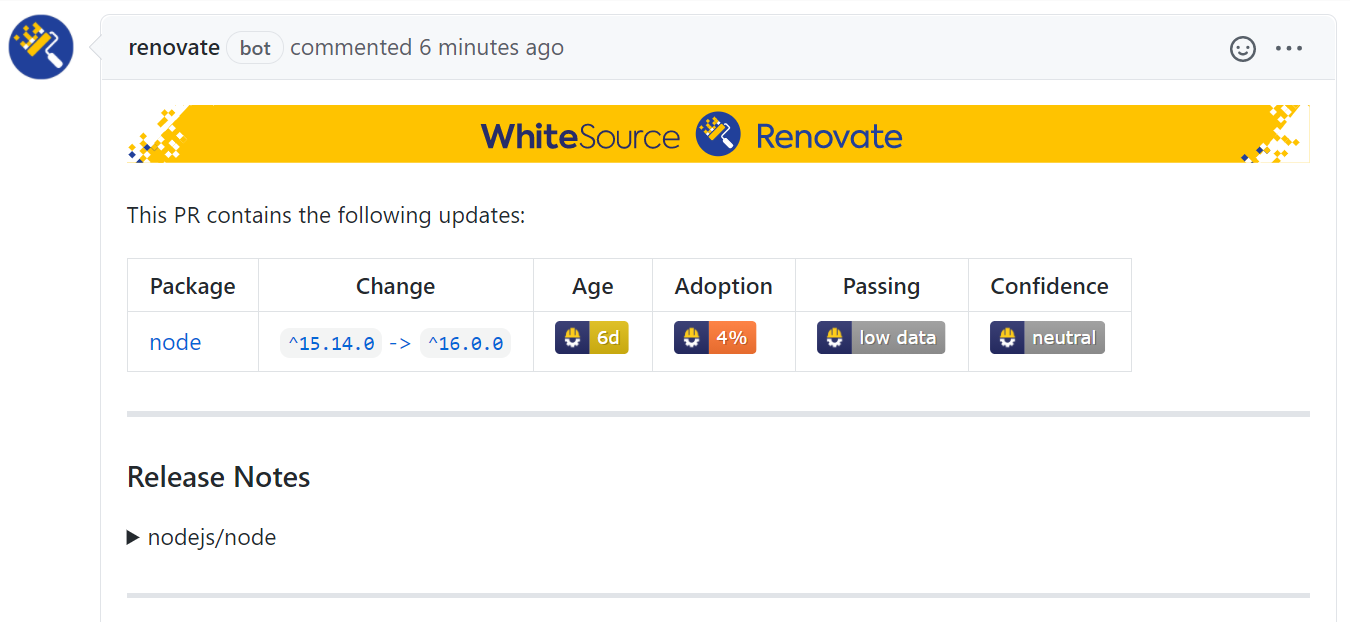 renovate bot commented 6 minutes ago
WhiteSource Renovate
This PR contains the following updates:
Package Change Age Adoption Passing Confidence
node ^15.14.0 -> ^16.0.0 6d 4% low data neutral
Release Notes
nodejs/node